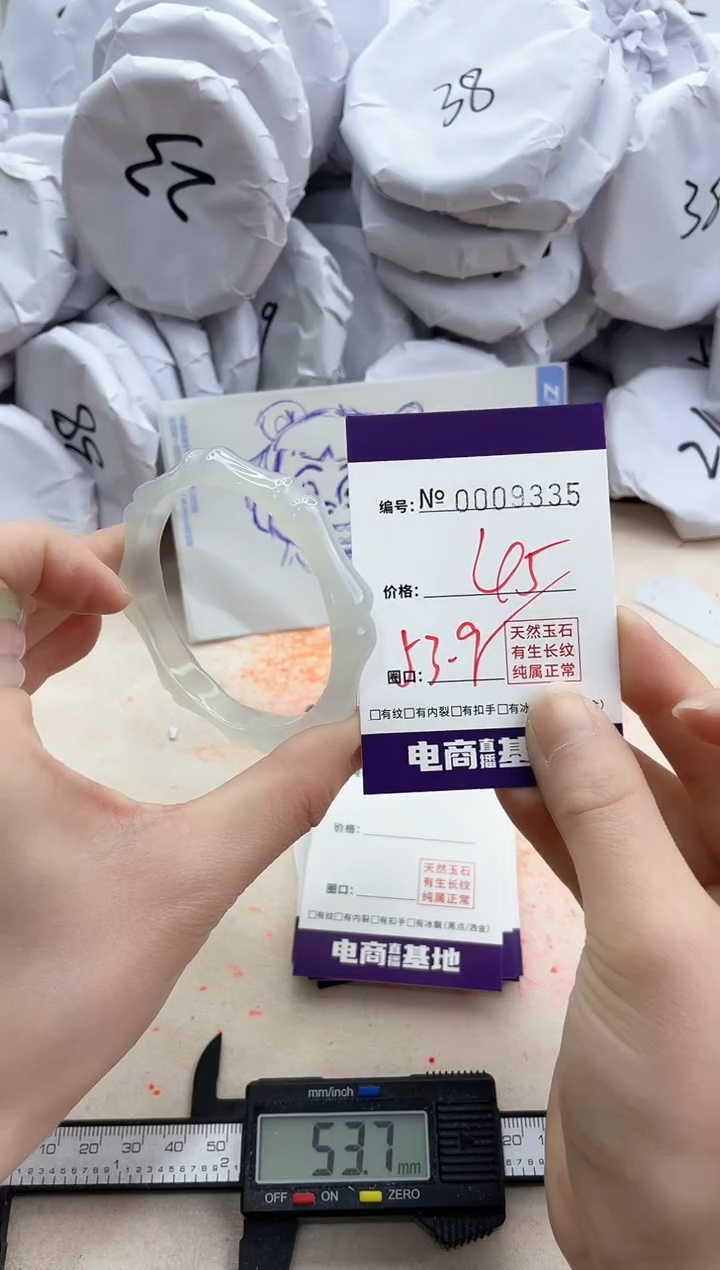 38
38
编号: № 0009335
价格: 65
圈口: 53.9
天然玉石
有生长纹
纯属正常
□有纹□有内裂□有扣手□有冰
电商直播基
价格:
圈口:
天然玉石
有生长纹
纯属正常
□有纹□有内裂□有扣手□有冰飘(黑点/洒金)
电商直播基地
mm/inch
53.7 mm
OFF ON ZERO
10 20 30 40 50